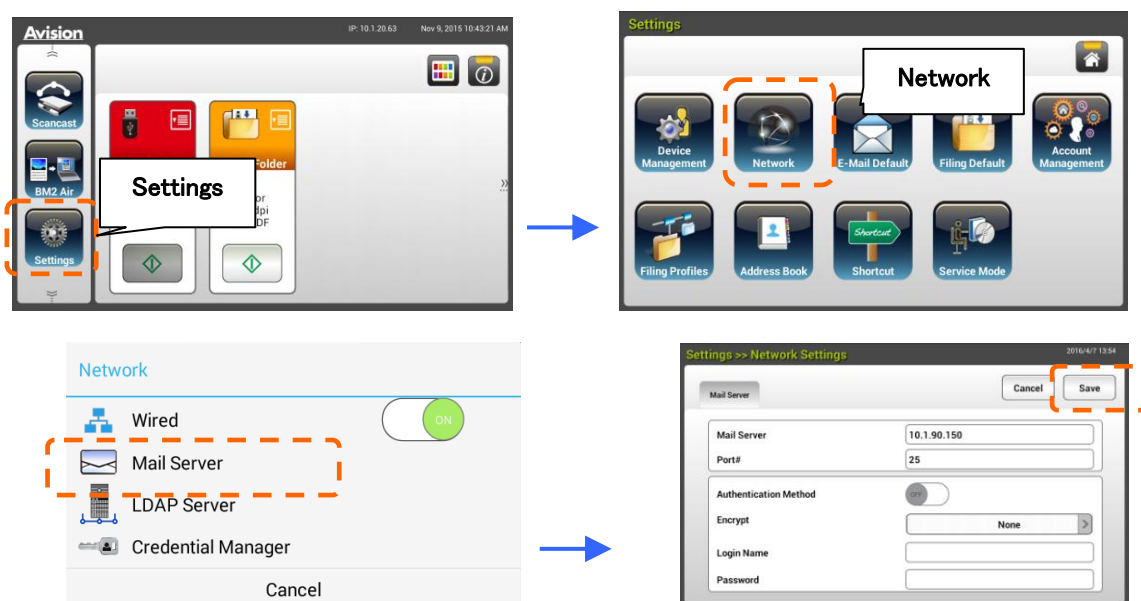 Avision
IP: 10.1.20.63
Nov 9, 2015 10:43:21 AM
Scancast
BM2 Air
Settings
Settings
Folder
or
dpi
DF
Settings
Network
Device
Management
Network
E-Mail Default
Filing Default
Account
Management
Filing Profiles
Address Book
Shortcut
Shortcut
Service Mode
Network
Wired
ON
Mail Server
LDAP Server
Credential Manager
Cancel
Settings >> Network Settings
2016/4/7 13:54
Mail Server
Cancel
Save
Mail Server
10.1.90.150
Port#
25
Authentication Method
OFF
Encrypt
None
Login Name
Password